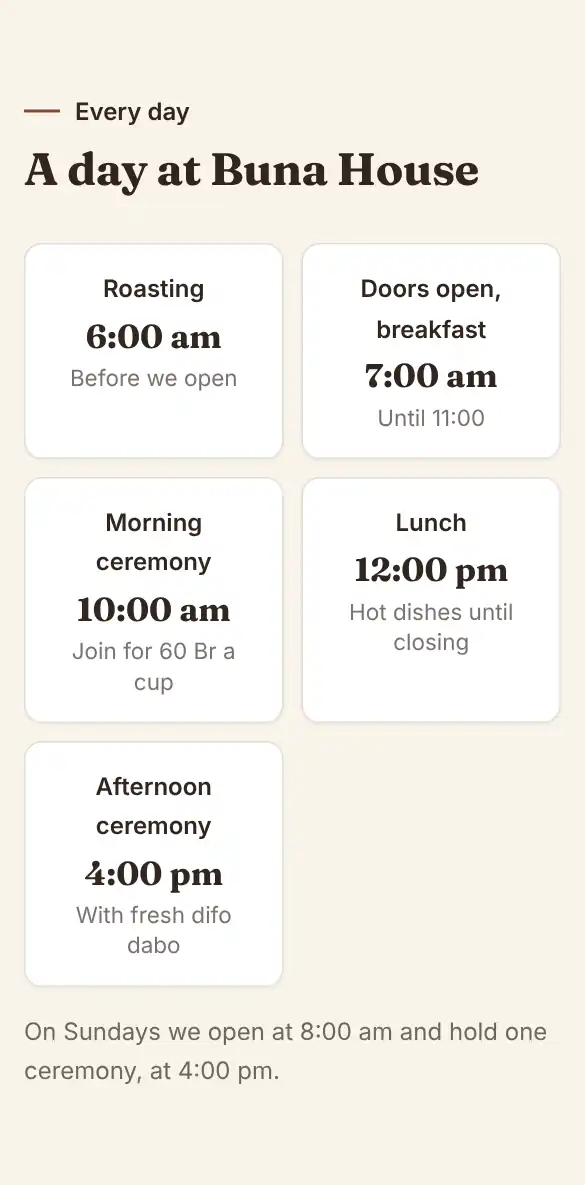 Every day
A day at Buna House
Roasting
6:00 am
Before we open
Doors open,
breakfast
7:00 am
Until 11:00
Morning
ceremony
10:00 am
Join for 60 Br a
cup
Lunch
12:00 pm
Hot dishes until
closing
Afternoon
ceremony
4:00 pm
With fresh difo
dabo
On Sundays we open at 8:00 am and hold one
ceremony, at 4:00 pm.